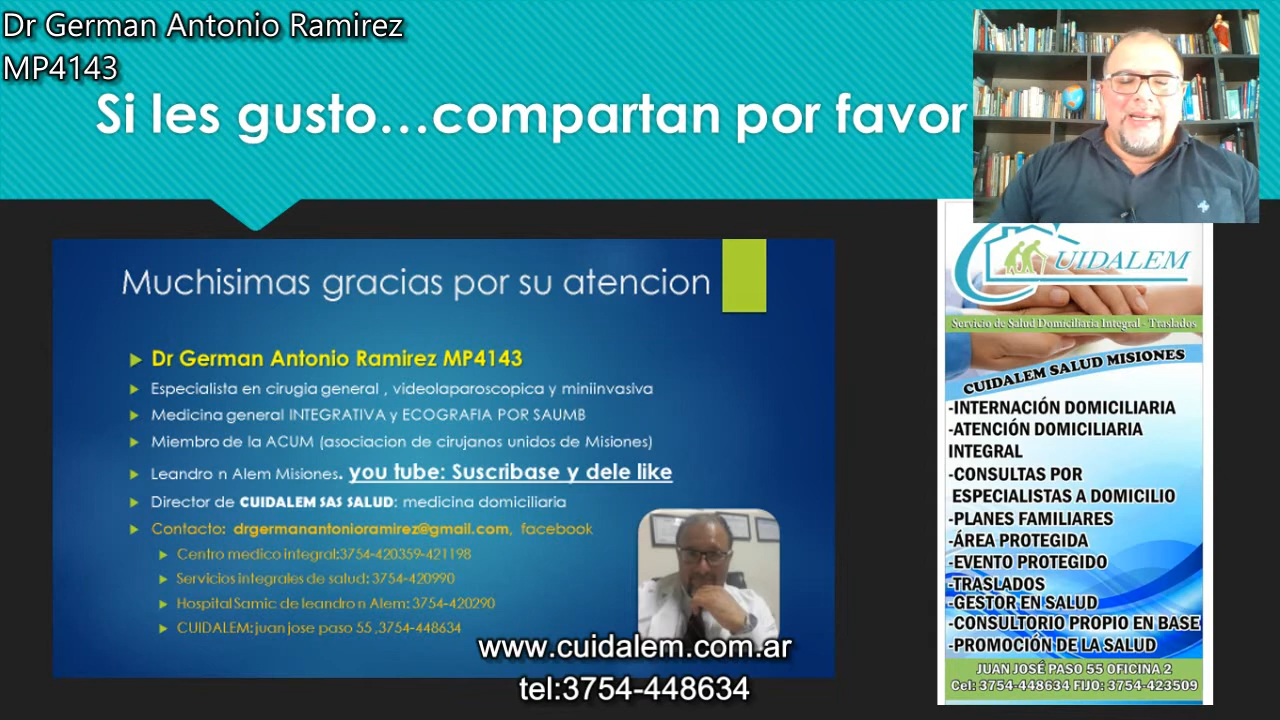 Dr German Antonio Ramirez
MP4143
Si les gusto...compartan por favor
Muchisimas gracias por su atencion
Dr German Antonio Ramirez MP4143
Especialista en cirugia general , videolaparoscopica y miniinvasiva
Medicina general INTEGRATIVA y ECOGRAFIA POR SAUMB
Miembro de la ACUM (asociacion de cirujanos unidos de Misiones)
Leandro n Alem Misiones. you tube: Suscribase y dele like
Director de CUIDALEM SAS SALUD: medicina domiciliaria
Contacto: drgermanantonioramirez@gmail.com, facebook
Centro medico integral:3754-420359-421198
Servicios integrales de salud: 3754-420990
Hospital Samic de leandro n Alem: 3754-420290
CUIDALEM: juan jose paso 55 ,3754-448634
www.cuidalem.com.ar
tel:3754-448634
CUIDALEM
Servicio de Salud Domiciliaria Integral - Traslados
CUIDALEM SALUD MISIONES
-INTERNACIÓN DOMICILIARIA
-ATENCIÓN DOMICILIARIA
INTEGRAL
-CONSULTAS POR
ESPECIALISTAS A DOMICILIO
-PLANES FAMILIARES
-ÁREA PROTEGIDA
-EVENTO PROTEGIDO
-TRASLADOS
-GESTOR EN SALUD
-CONSULTORIO PROPIO EN BASE
-PROMOCIÓN DE LA SALUD
JUAN JOSÉ PASO 55 OFICINA 2
Cel: 3754-448634 FIJO: 3754-423509